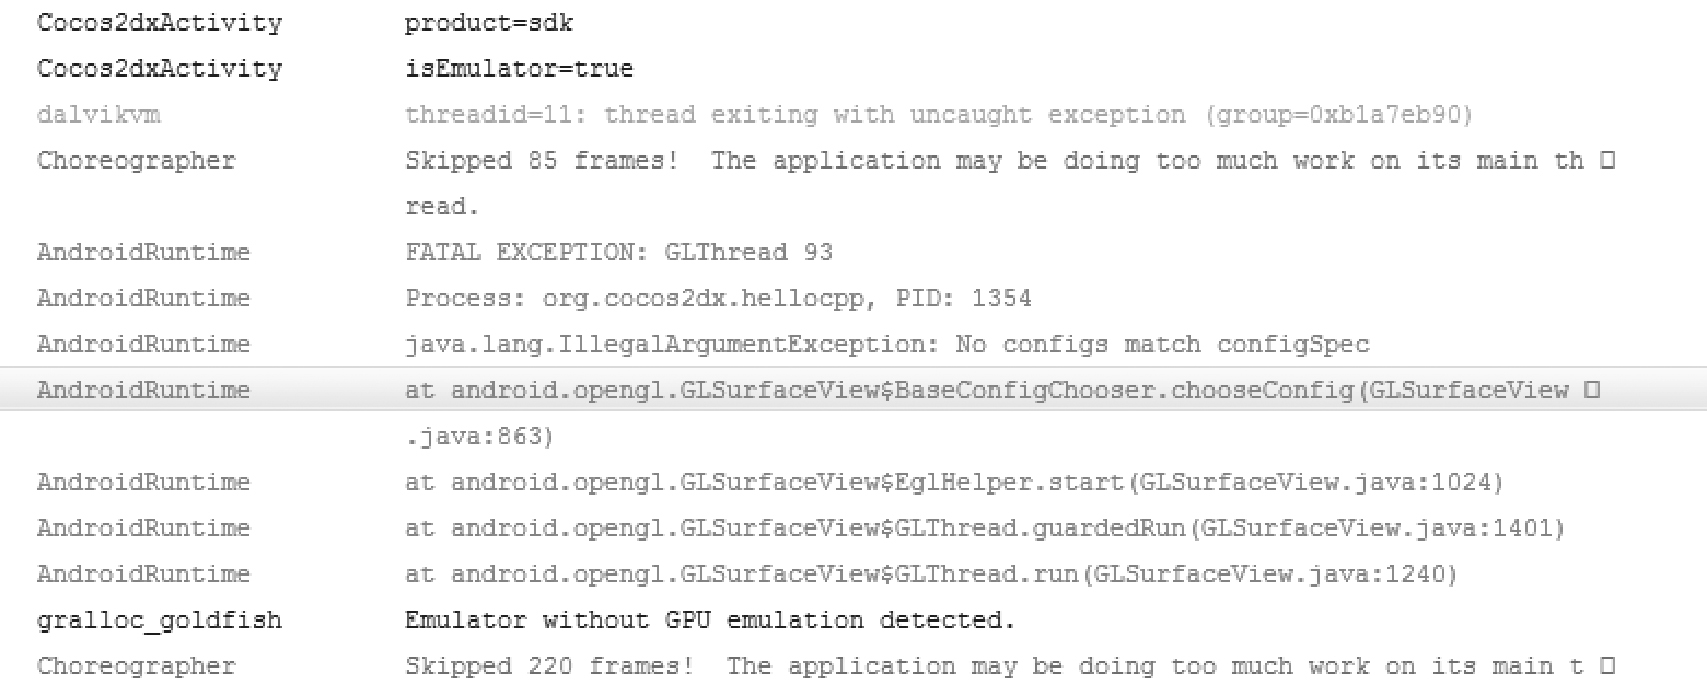 Cocos2dxActivity product=sdk
Cocos2dxActivity isEmulator=true
dalvikvm threadid=11: thread exiting with uncaught exception (group=0xb1a7eb90)
Choreographer Skipped 85 frames!  The application may be doing too much work on its main th □
read.
AndroidRuntime FATAL EXCEPTION: GLThread 93
AndroidRuntime Process: org.cocos2dx.hellocpp, PID: 1354
AndroidRuntime java.lang.IllegalArgumentException: No configs match configSpec
AndroidRuntime at android.opengl.GLSurfaceView$BaseConfigChooser.chooseConfig(GLSurfaceView □
.java:863)
AndroidRuntime at android.opengl.GLSurfaceView$EglHelper.start(GLSurfaceView.java:1024)
AndroidRuntime at android.opengl.GLSurfaceView$GLThread.guardedRun(GLSurfaceView.java:1401)
AndroidRuntime at android.opengl.GLSurfaceView$GLThread.run(GLSurfaceView.java:1240)
gralloc_goldfish Emulator without GPU emulation detected.
Choreographer Skipped 220 frames!  The application may be doing too much work on its main t □